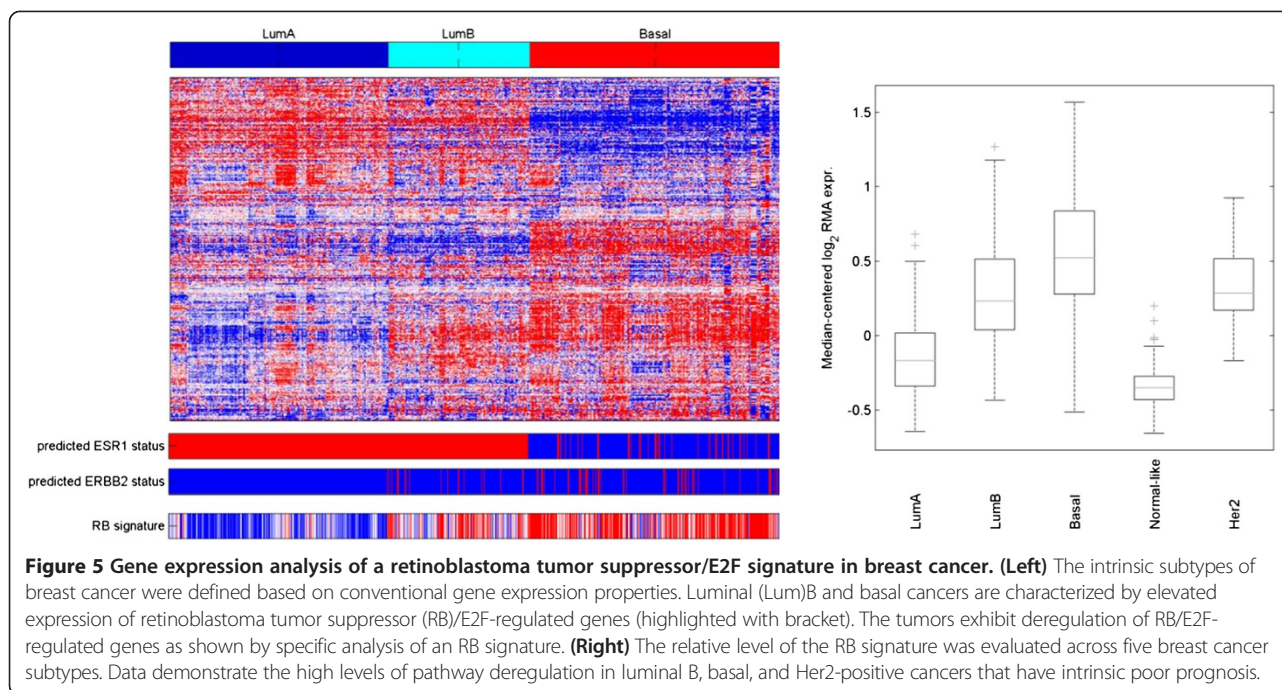 LumA LumB Basal
predicted ESR1 status
predicted ERBB2 status
RB signature
Median-centered log₂ RMA expr.
1.5
1
0.5
0
-0.5
LumA
LumB
Basal
Normal-like
Her2
Figure 5 Gene expression analysis of a retinoblastoma tumor suppressor/E2F signature in breast cancer. (Left) The intrinsic subtypes of
breast cancer were defined based on conventional gene expression properties. Luminal (Lum)B and basal cancers are characterized by elevated
expression of retinoblastoma tumor suppressor (RB)/E2F-regulated genes (highlighted with bracket). The tumors exhibit deregulation of RB/E2F-
regulated genes as shown by specific analysis of an RB signature. (Right) The relative level of the RB signature was evaluated across five breast cancer
subtypes. Data demonstrate the high levels of pathway deregulation in luminal B, basal, and Her2-positive cancers that have intrinsic poor prognosis.